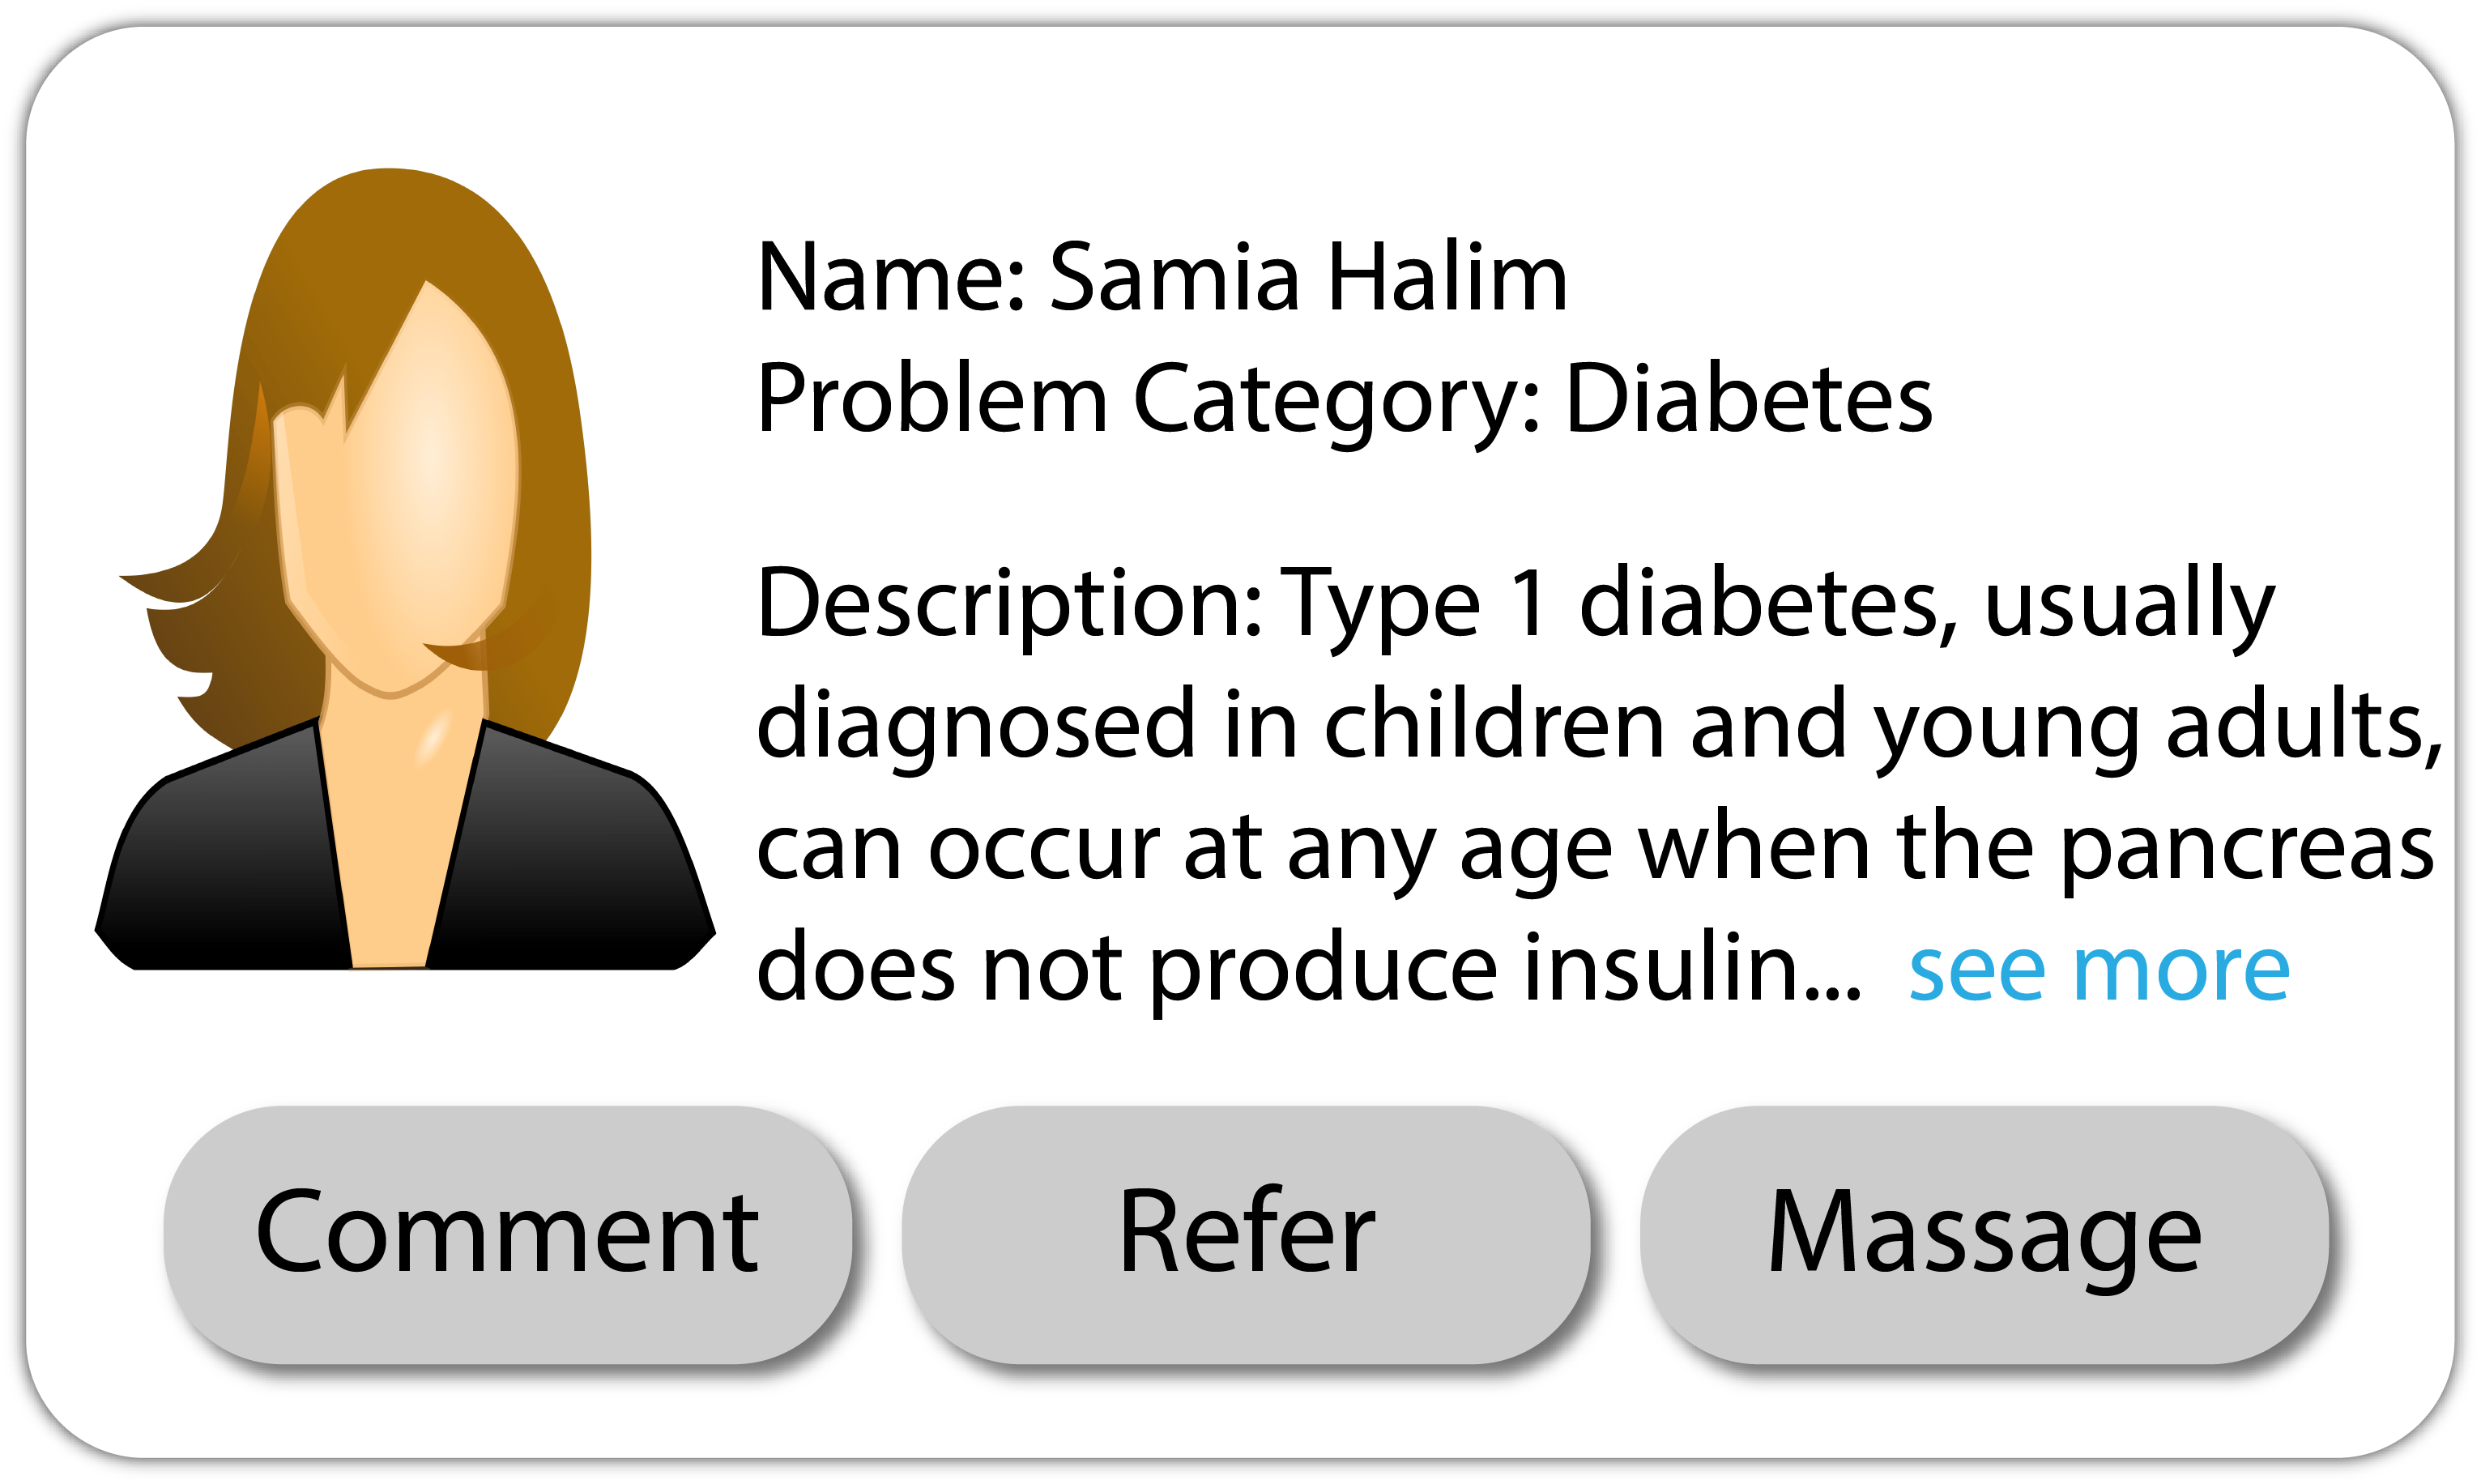 Name: Samia Halim
Problem Category: Diabetes
Description: Type 1 diabetes, usually
diagnosed in children and young adults,
can occur at any age when the pancreas
does not produce insulin... see more
Comment
Refer
Massage